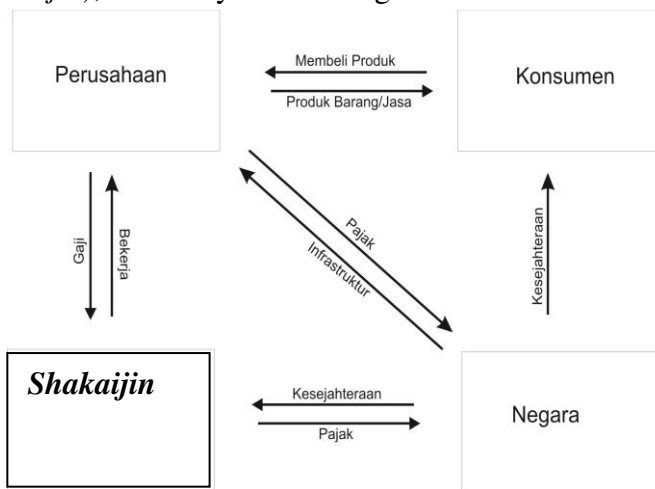 Perusahaan
Membeli Produk
Produk Barang/Jasa
Konsumen
Gaji
Bekerja
Pajak
Infrastruktur
Kesejahteraan
Shakaijin
Kesejahteraan
Pajak
Negara